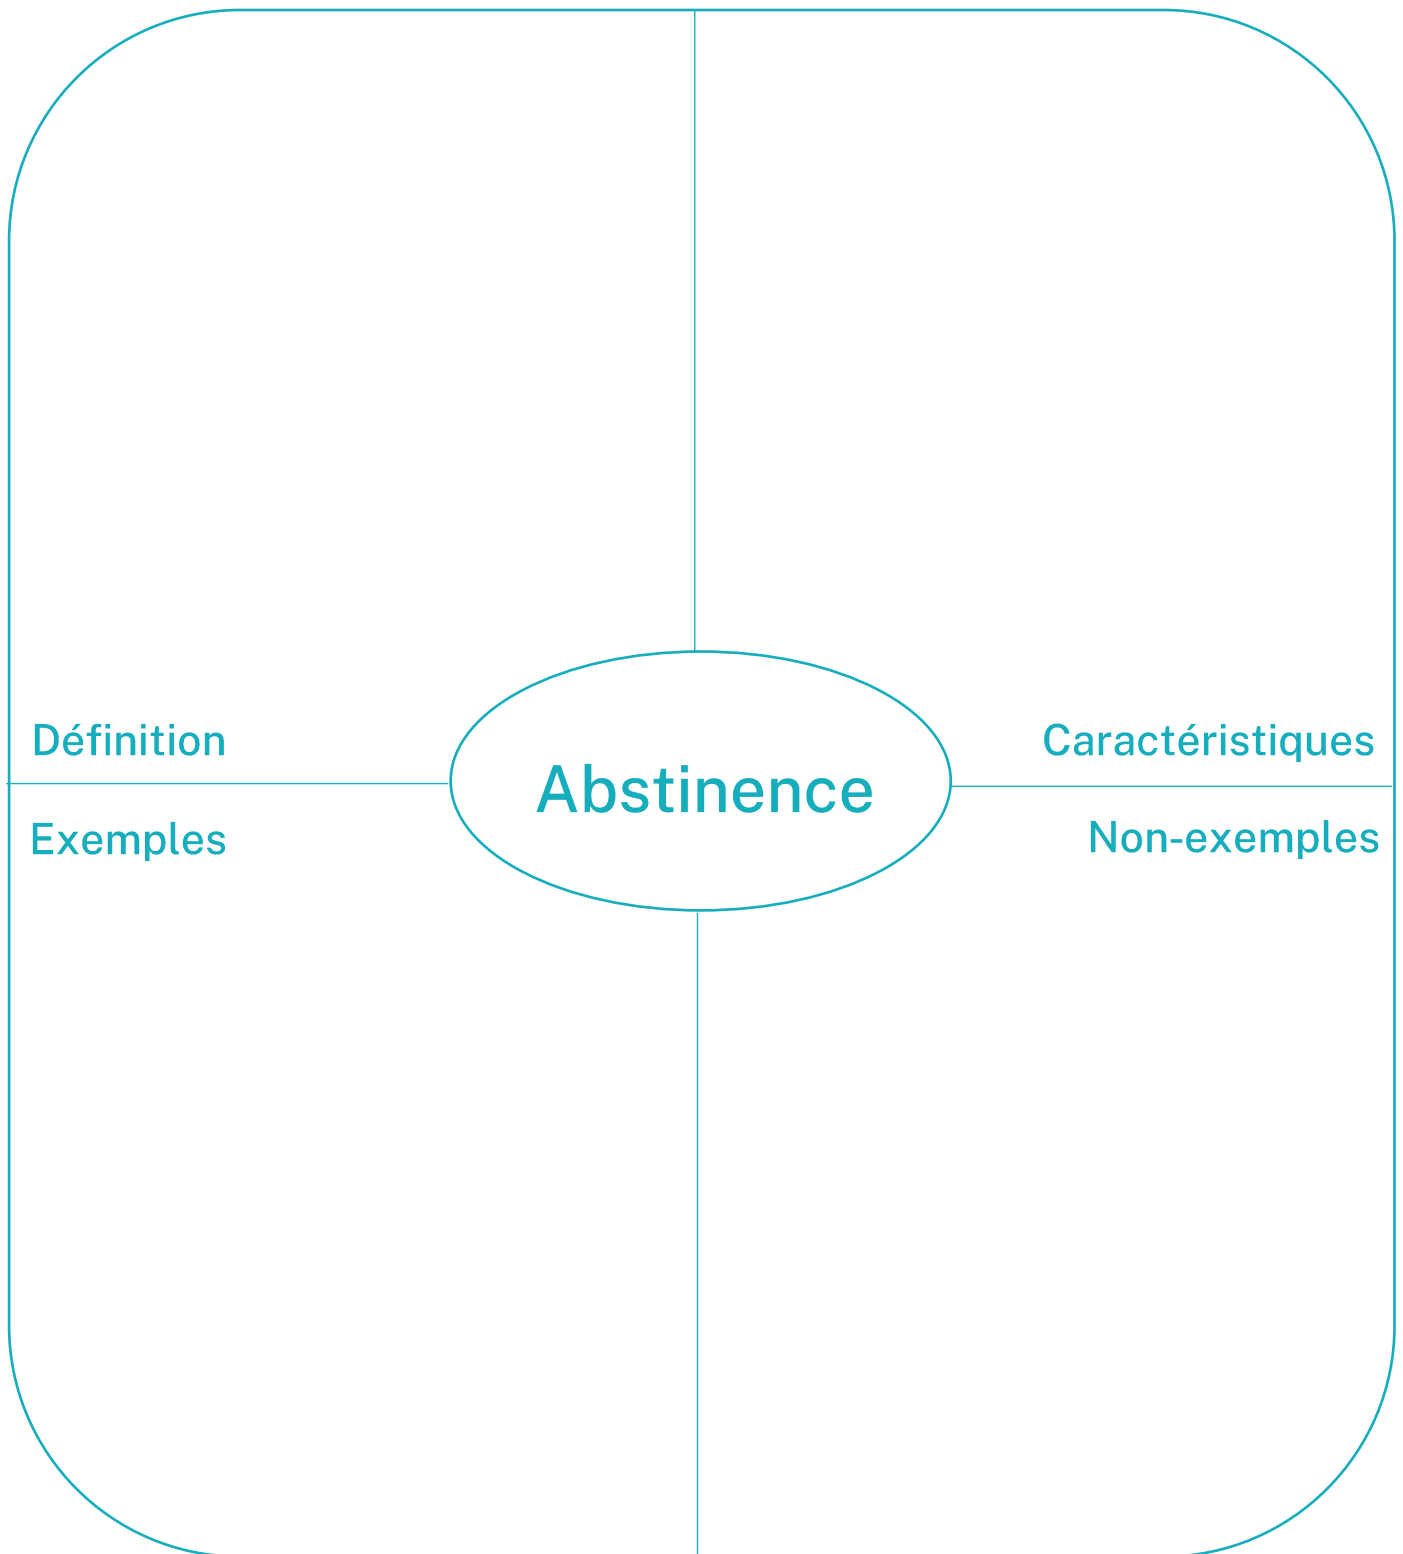 Définition
Caractéristiques
Abstinence
Exemples
Non-exemples